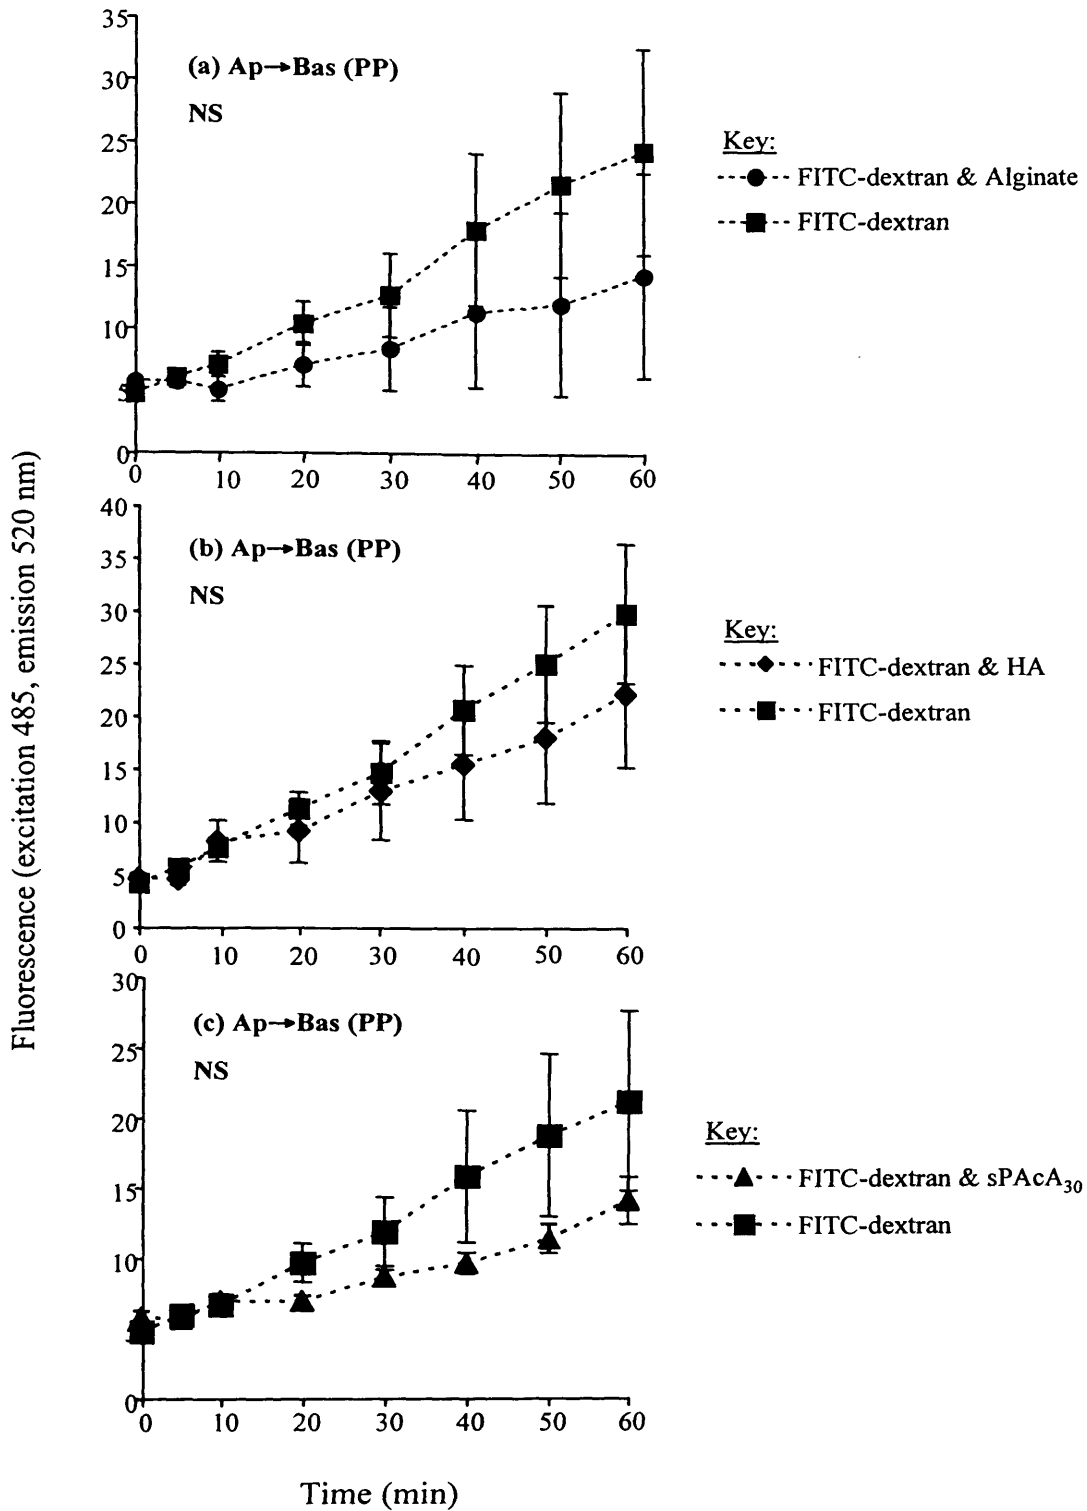 Fluorescence (excitation 485, emission 520 nm)
35
30
25
20
15
10
5
0
(a) Ap→Bas (PP)
NS
0 10 20 30 40 50 60
Key:
FITC-dextran & Alginate
FITC-dextran
40
35
30
25
20
15
10
5
0
(b) Ap→Bas (PP)
NS
0 10 20 30 40 50 60
Key:
FITC-dextran & HA
FITC-dextran
30
25
20
15
10
0
(c) Ap→Bas (PP)
NS
0 10 20 30 40 50 60
Key:
FITC-dextran & sPAcA₃₀
FITC-dextran
Time (min)